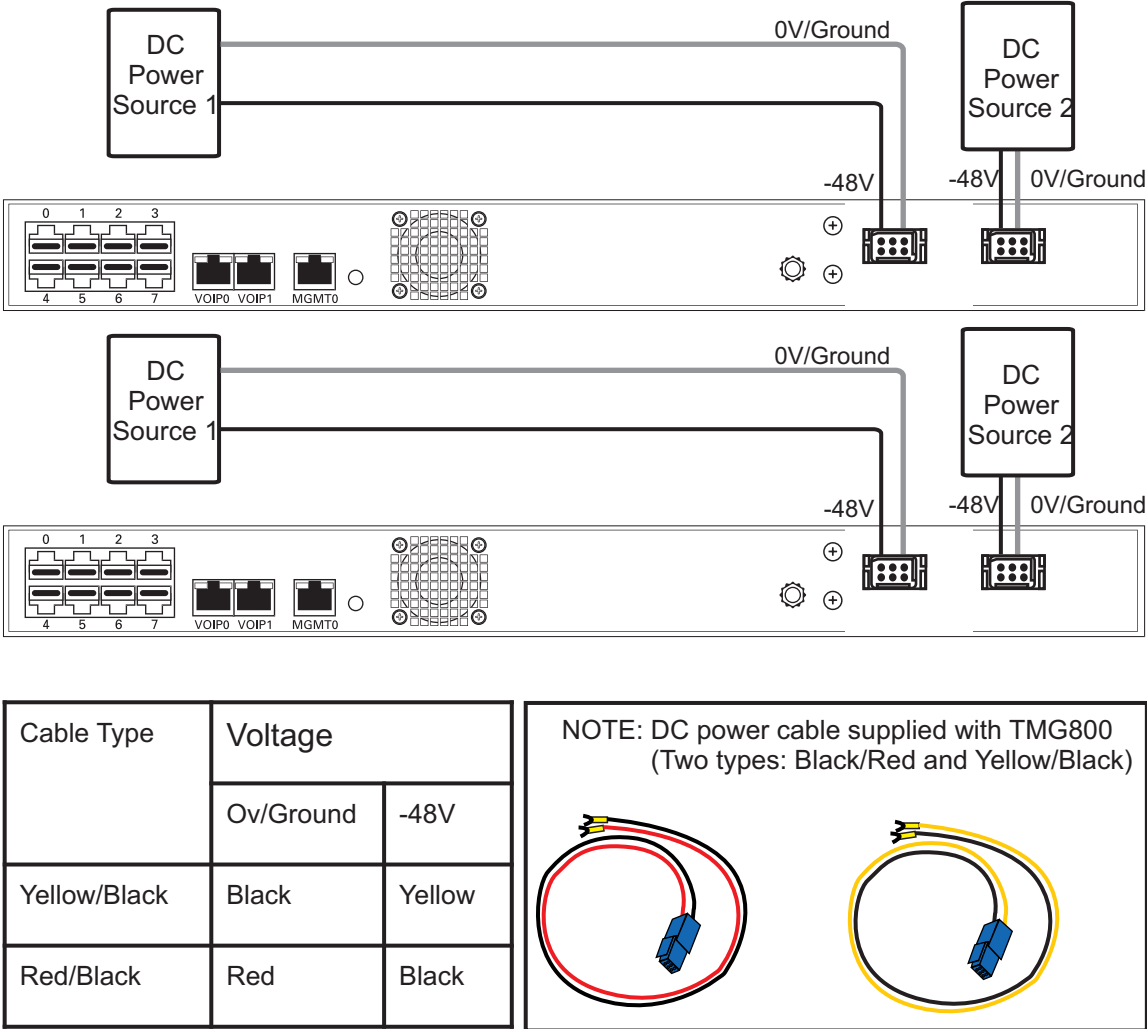 DC
Power
Source 1
0V/Ground
DC
Power
Source 2
-48V
-48V
0V/Ground
0 1 2 3
4 5 6 7
VOIP0 VOIP1 MGMT0
DC
Power
Source 1
0V/Ground
DC
Power
Source 2
-48V
-48V
0V/Ground
0 1 2 3
4 5 6 7
VOIP0 VOIP1 MGMT0
Cable Type Voltage
Ov/Ground -48V
Yellow/Black Black Yellow
Red/Black Red Black
NOTE: DC power cable supplied with TMG800
(Two types: Black/Red and Yellow/Black)